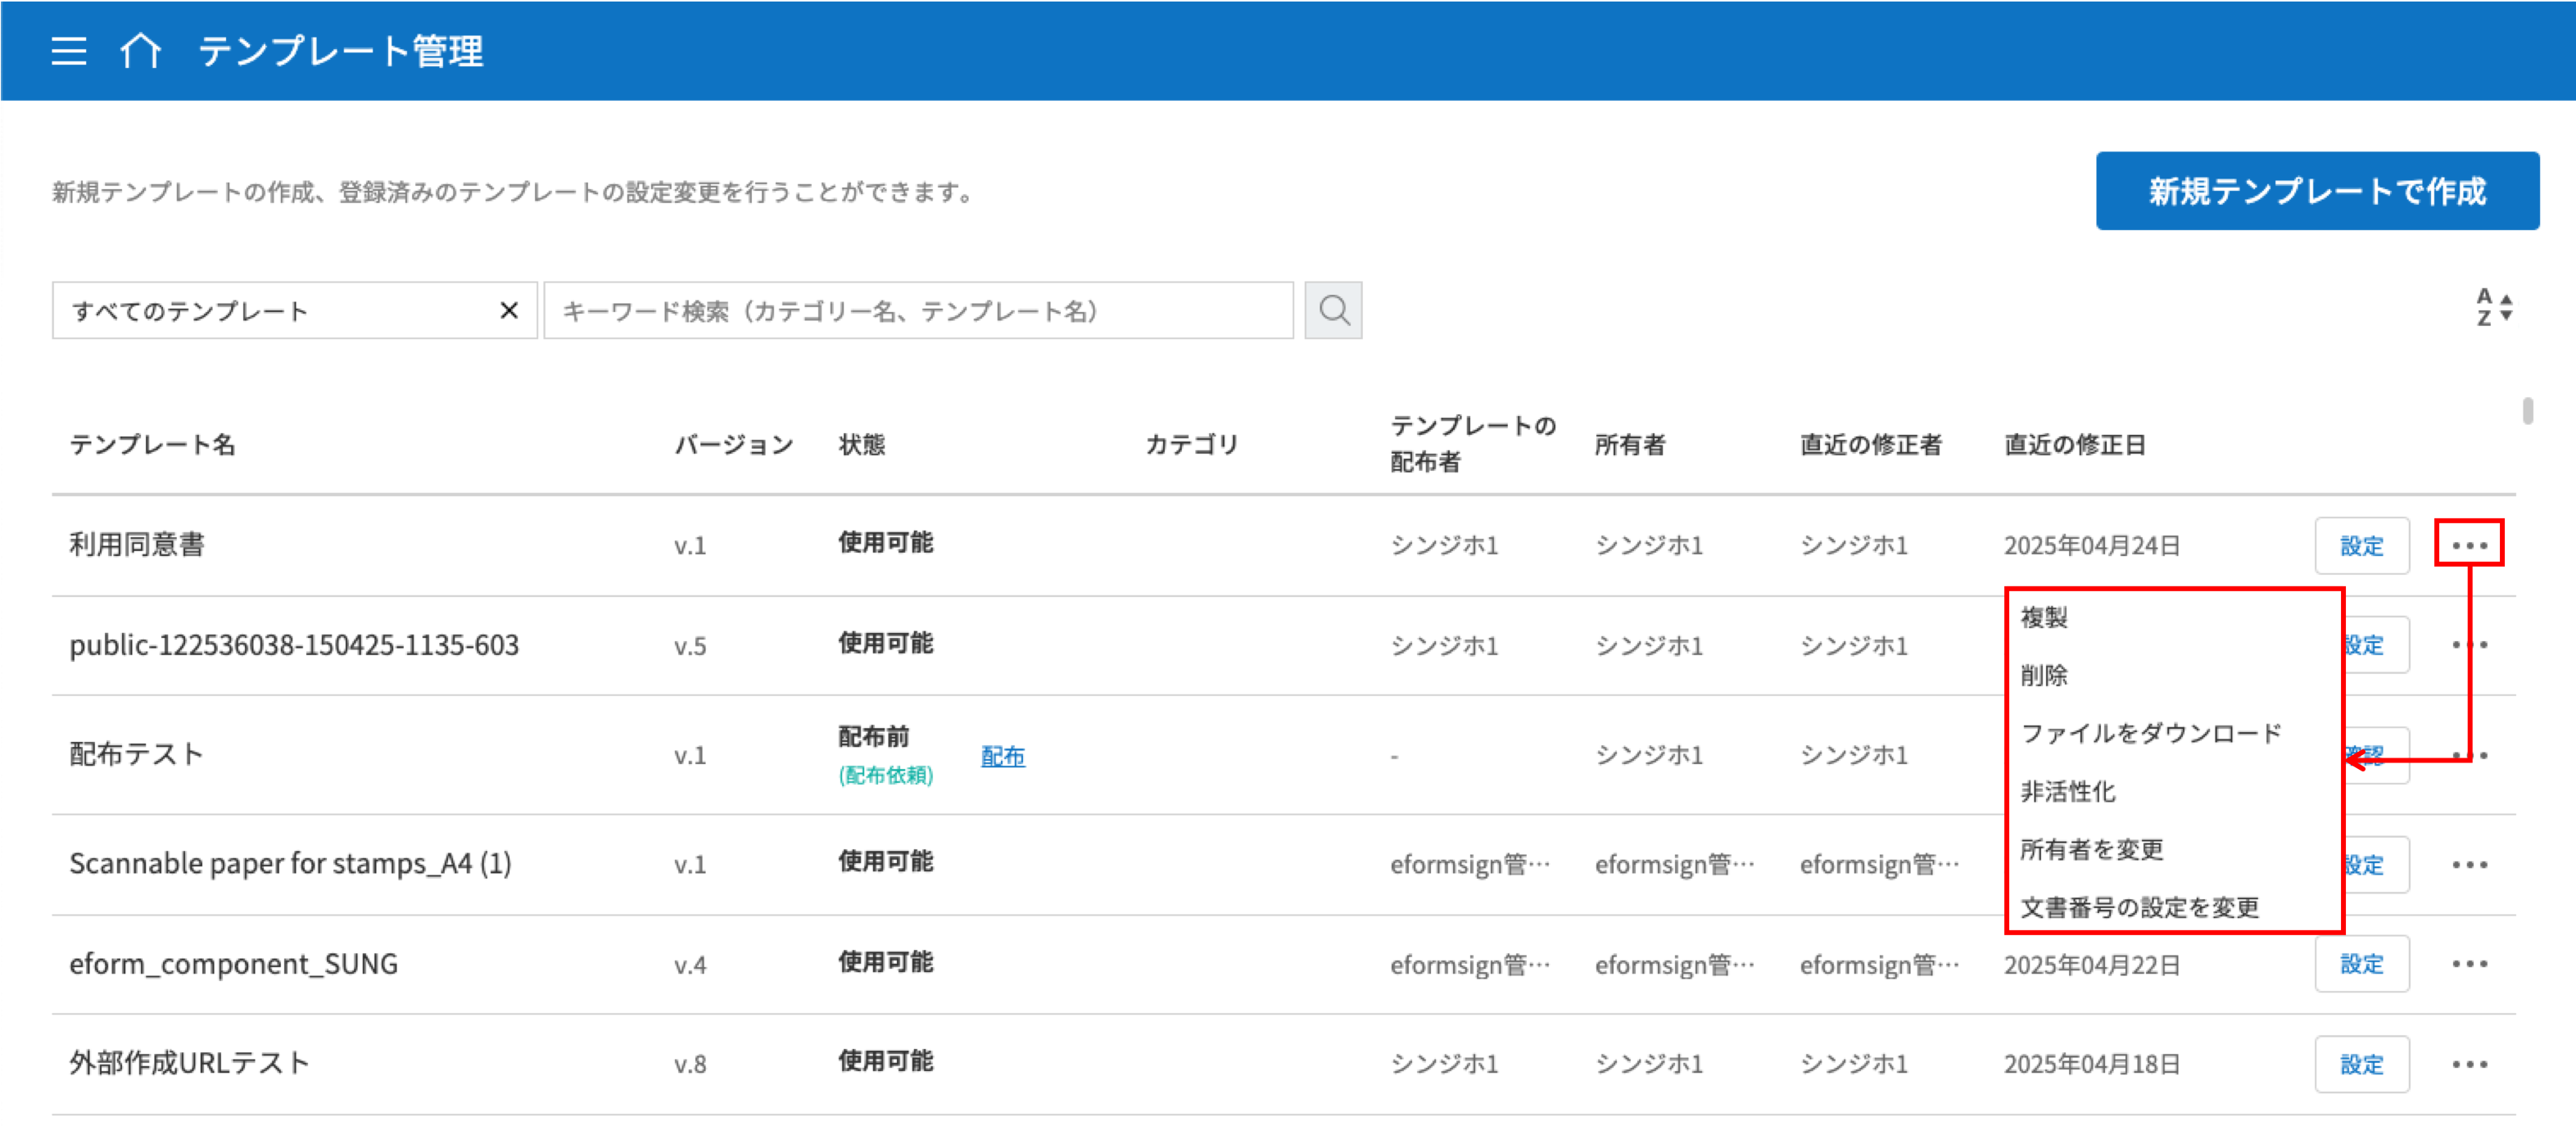 テンプレート管理
新規テンプレートの作成、登録済みのテンプレートの設定変更を行うことができます。
新規テンプレートで作成
すべてのテンプレート ×
キーワード検索（カテゴリー名、テンプレート名）
A
Z
テンプレート名 バージョン 状態 カテゴリ テンプレートの配布者 所有者 直近の修正者 直近の修正日
利用同意書 v.1 使用可能 シンジホ1 シンジホ1 シンジホ1 2025年04月24日 設定 •••
public-122536038-150425-1135-603 v.5 使用可能 シンジホ1 シンジホ1 シンジホ1 設定
配布テスト v.1 配布前 (配布依頼) 配布 - シンジホ1 シンジホ1 確認
Scannable paper for stamps_A4 (1) v.1 使用可能 eformsign管… eformsign管… eformsign管… 設定 •••
eform_component_SUNG v.4 使用可能 eformsign管… eformsign管… eformsign管… 2025年04月22日 設定 •••
外部作成URLテスト v.8 使用可能 シンジホ1 シンジホ1 シンジホ1 2025年04月18日 設定 •••
複製
削除
ファイルをダウンロード
非活性化
所有者を変更
文書番号の設定を変更